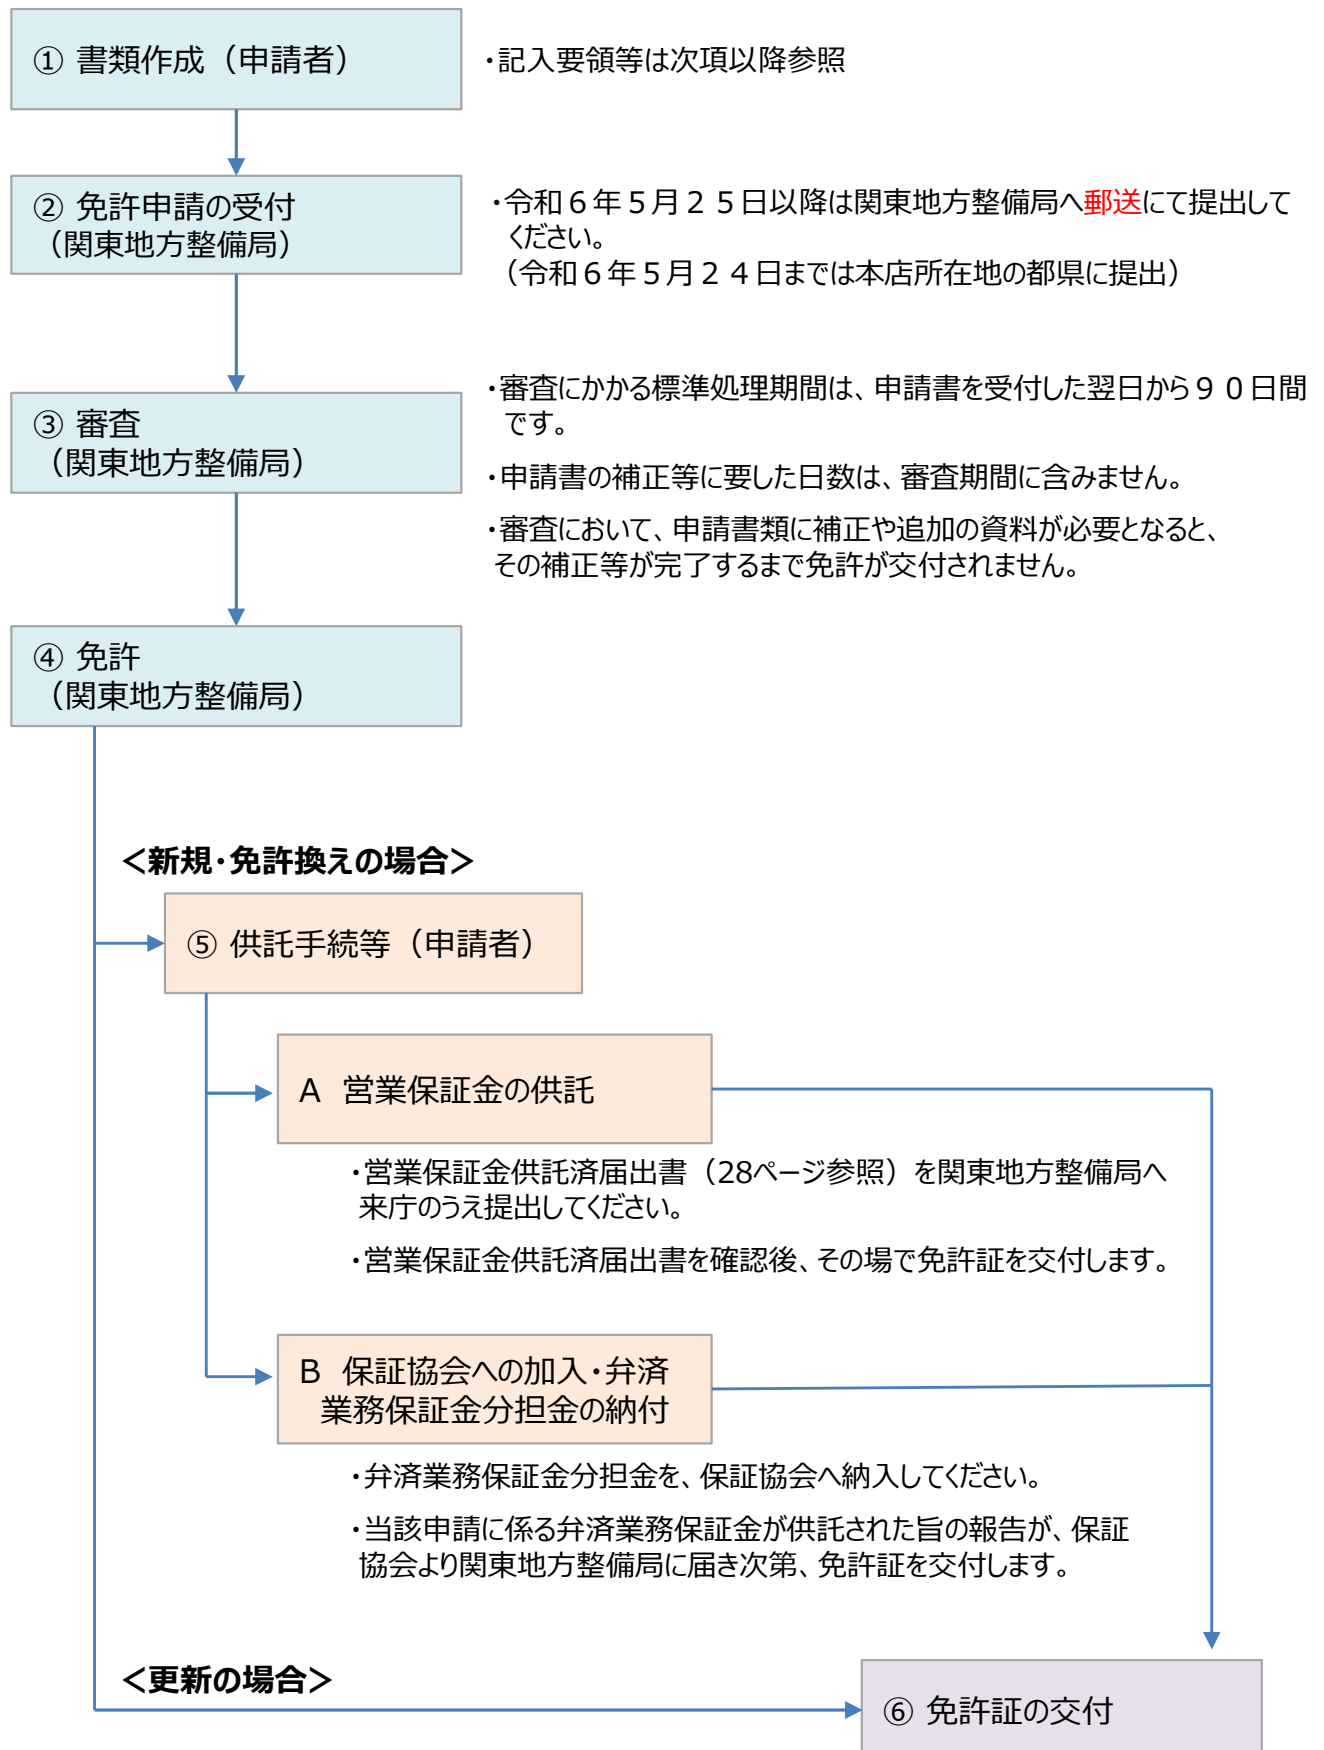 ① 書類作成（申請者）
・記入要領等は次項以降参照
② 免許申請の受付
（関東地方整備局）
・令和６年５月２５日以降は関東地方整備局へ郵送にて提出して
ください。
（令和６年５月２４日までは本店所在地の都県に提出）
③ 審査
（関東地方整備局）
・審査にかかる標準処理期間は、申請書を受付した翌日から９０日間
です。
・申請書の補正等に要した日数は、審査期間に含みません。
・審査において、申請書類に補正や追加の資料が必要となると、
その補正等が完了するまで免許が交付されません。
④ 免許
（関東地方整備局）
＜新規・免許換えの場合＞
⑤ 供託手続等（申請者）
A 営業保証金の供託
・営業保証金供託済届出書（28ページ参照）を関東地方整備局へ
来庁のうえ提出してください。
・営業保証金供託済届出書を確認後、その場で免許証を交付します。
B 保証協会への加入・弁済
業務保証金分担金の納付
・弁済業務保証金分担金を、保証協会へ納入してください。
・当該申請に係る弁済業務保証金が供託された旨の報告が、保証
協会より関東地方整備局に届き次第、免許証を交付します。
＜更新の場合＞
⑥ 免許証の交付